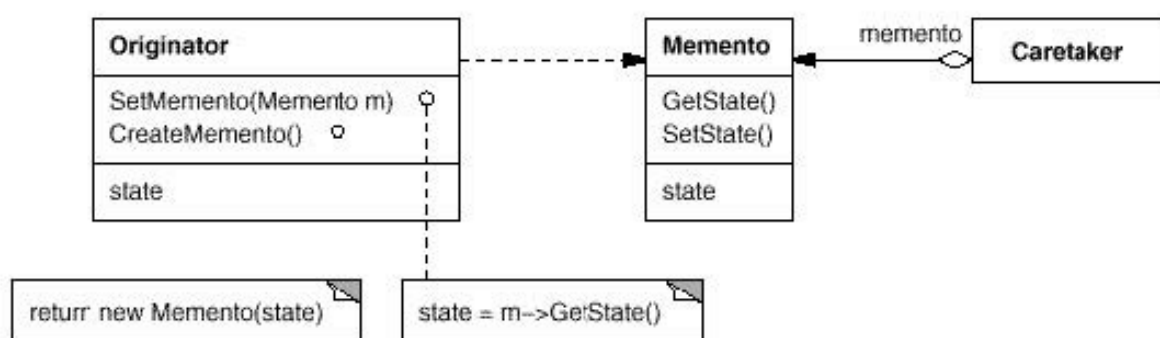 Originator
SetMemento(Memento m)
CreateMemento()
state
Memento
GetState()
SetState()
state
memento
Caretaker
return new Memento(state)
state = m->GetState()